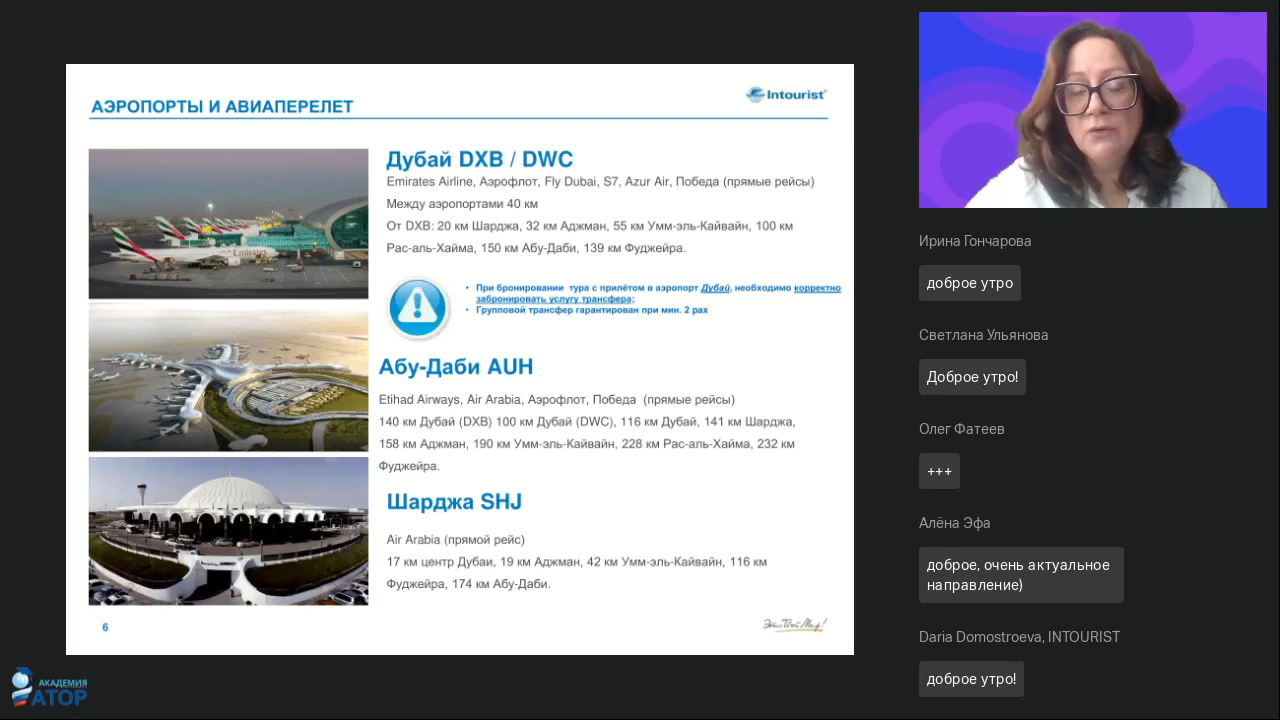 АЭРОПОРТЫ И АВИАПЕРЕЛЕТ
Intourist
Дубай DXB / DWC
Emirates Airline, Аэрофлот, Fly Dubai, S7, Azur Air, Победа (прямые рейсы)
Между аэропортами 40 км
От DXB: 20 км Шарджа, 32 км Аджман, 55 км Умм-эль-Кайвайн, 100 км
Рас-аль-Хайма, 150 км Абу-Даби, 139 км Фуджейра.
• При бронировании тура с прилётом в аэропорт Дубай, необходимо корректно
забронировать услугу трансфера;
• Групповой трансфер гарантирован при мин. 2 pax
Абу-Даби AUH
Etihad Airways, Air Arabia, Аэрофлот, Победа (прямые рейсы)
140 км Дубай (DXB) 100 км Дубай (DWC), 116 км Дубай, 141 км Шарджа,
158 км Аджман, 190 км Умм-эль-Кайвайн, 228 км Рас-аль-Хайма, 232 км
Фуджейра.
Шарджа SHJ
Air Arabia (прямой рейс)
17 км центр Дубаи, 19 км Аджман, 42 км Умм-эль-Кайвайн, 116 км
Фуджейра, 174 км Абу-Даби.
6
Это Твой Мир!
АКАДЕМИЯ
АТОР
Emirates
Ирина Гончарова
доброе утро
Светлана Ульянова
Доброе утро!
Олег Фатеев
+++
Алёна Эфа
доброе, очень актуальное
направление)
Daria Domostroeva, INTOURIST
доброе утро!